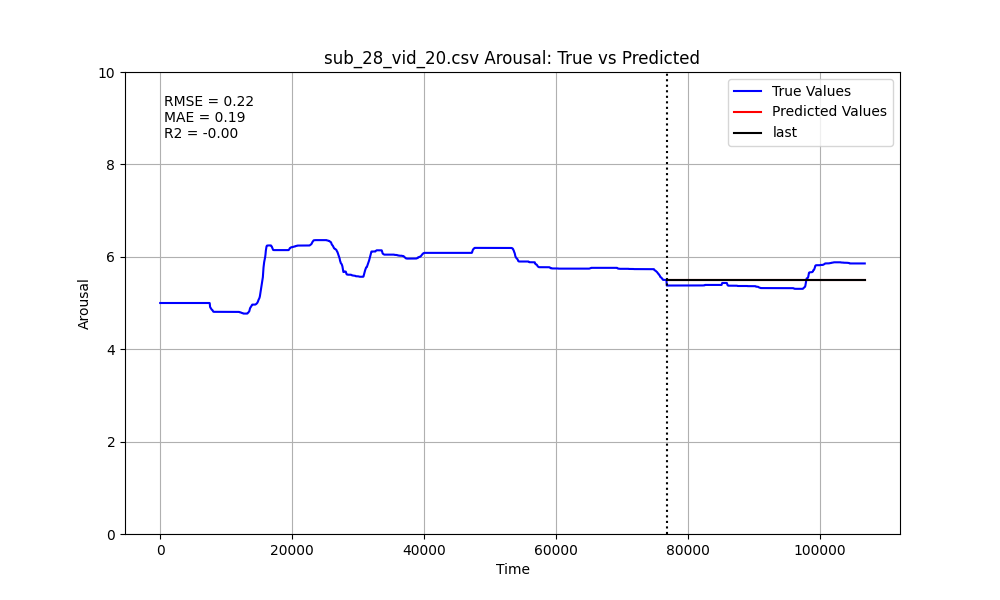 sub_28_vid_20.csv Arousal: True vs Predicted
RMSE = 0.22
MAE = 0.19
R2 = -0.00
True Values
Predicted Values
last
Arousal
10
8
6
4
2
0
0 20000 40000 60000 80000 100000
Time